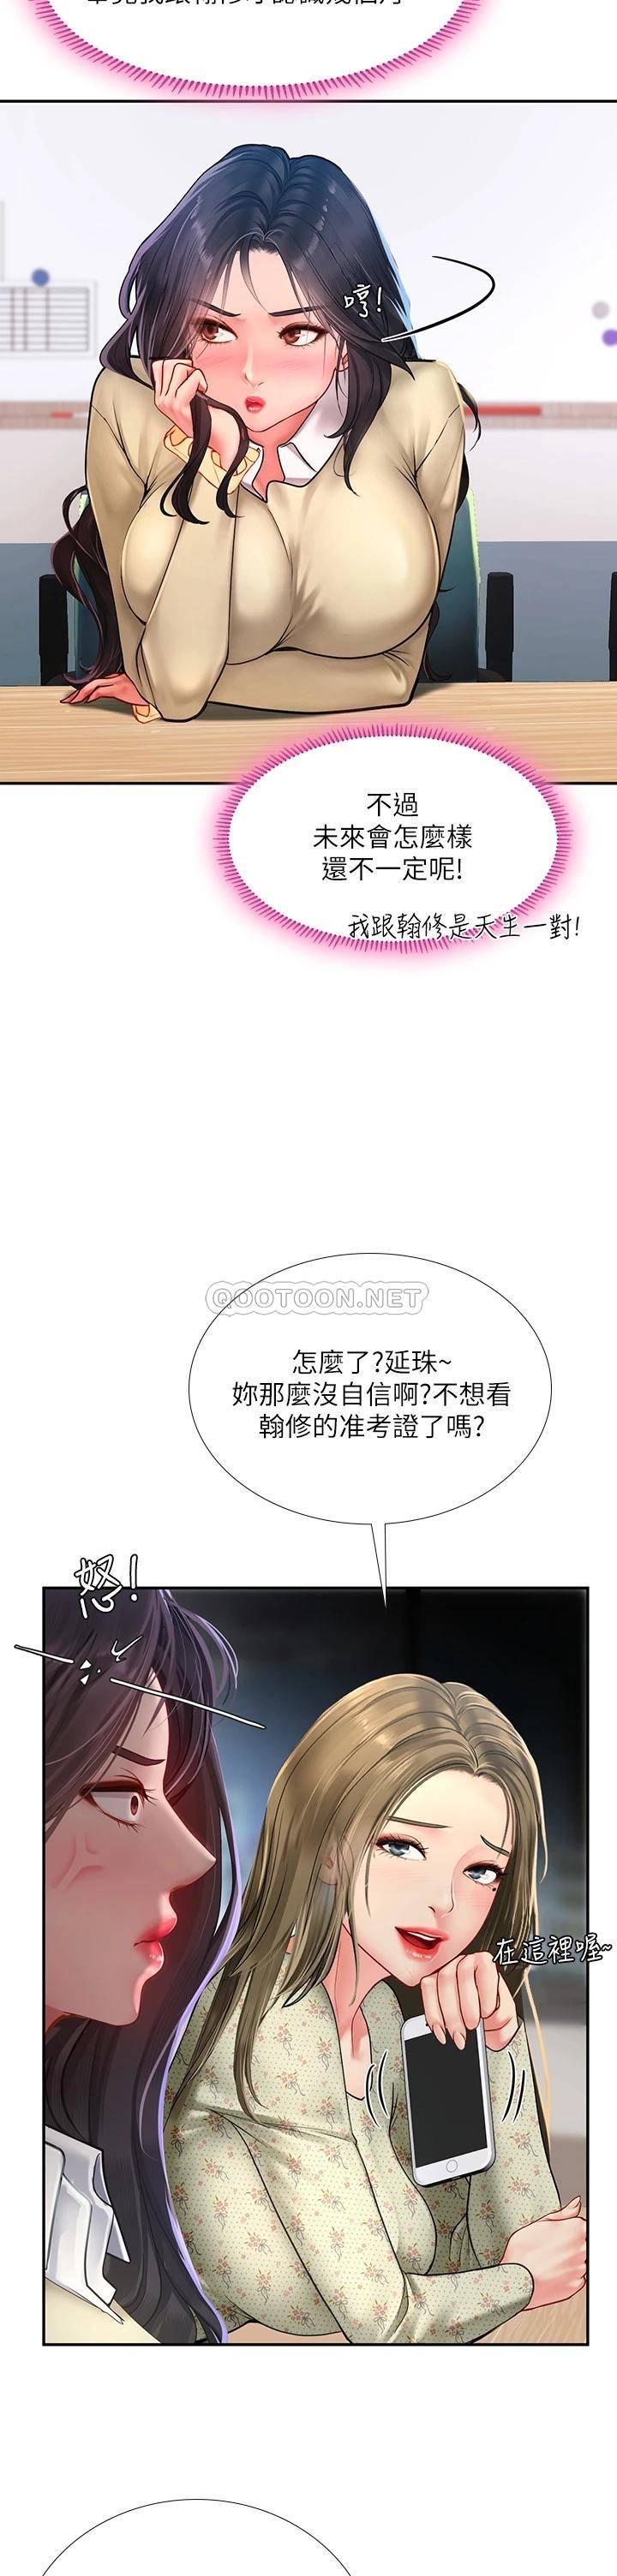 哼!
不過
未來會怎麼樣
還不一定呢!
我跟翰修是天生一對!
QOOTOON.NET
怎麼了?延珠~
妳那麼沒自信啊?不想看
翰修的准考證了嗎?
怒!
在這裡喔~